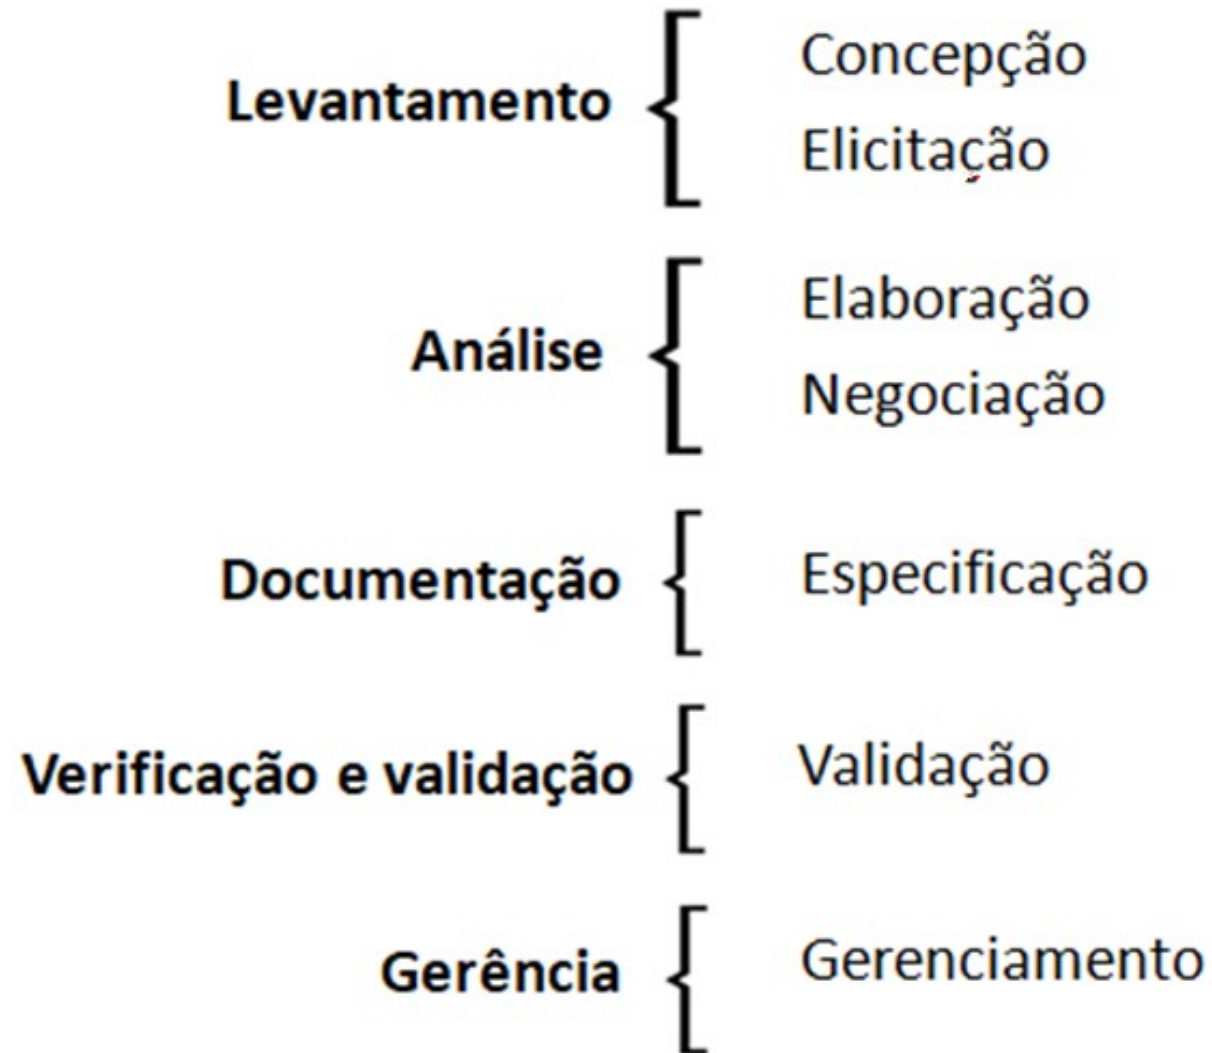 Levantamento
Concepção
Elicitação
Análise
Elaboração
Negociação
Documentação
Especificação
Verificação e validação
Validação
Gerência
Gerenciamento